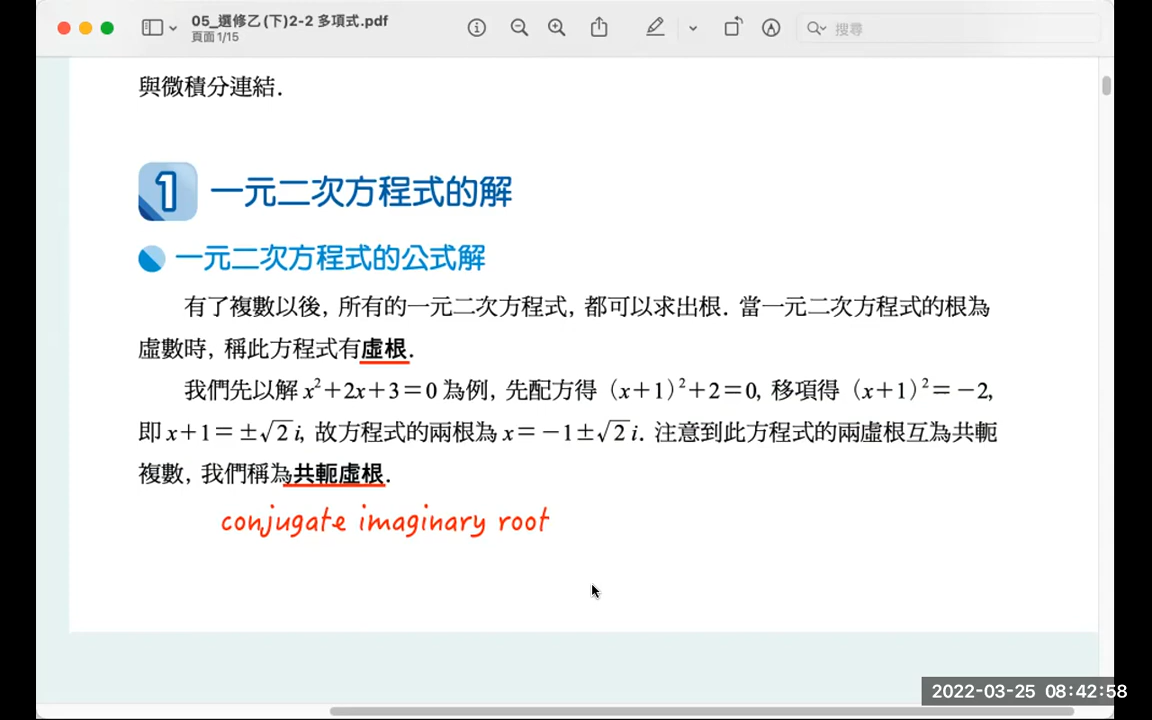 05_選修乙(下)2-2 多項式.pdf
頁面 1/15
搜尋
與微積分連結.
1 一元二次方程式的解
一元二次方程式的公式解
有了複數以後, 所有的一元二次方程式, 都可以求出根. 當一元二次方程式的根為
虛數時, 稱此方程式有虛根.
我們先以解 x²+2x+3=0 為例, 先配方得 (x+1)²+2=0, 移項得 (x+1)²=-2,
即 x+1=±√2 i, 故方程式的兩根為 x=-1±√2 i. 注意到此方程式的兩虛根互為共軛
複數, 我們稱為共軛虛根.
conjugate imaginary root
2022-03-25 08:42:58